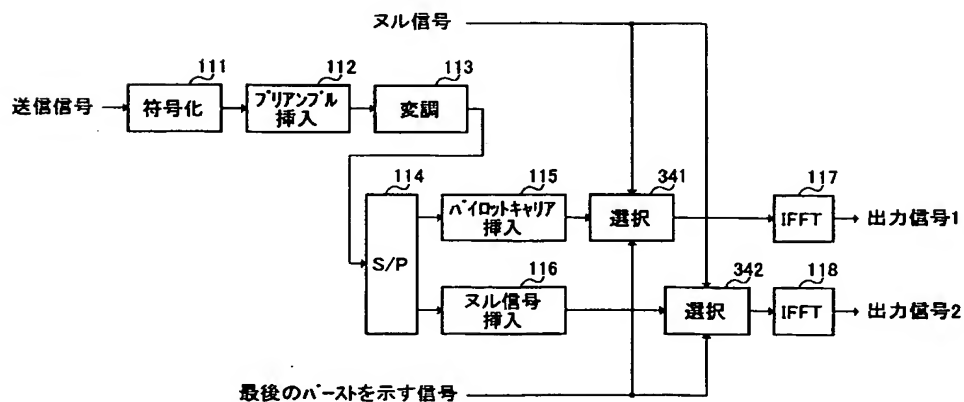 ヌル信号
111
112
113
送信信号
符号化
プリアンブル
挿入
変調
114
115
341
117
パイロットキャリア
挿入
選択
IFFT
出力信号1
S/P
116
342
118
ヌル信号
挿入
選択
IFFT
出力信号2
最後のバーストを示す信号